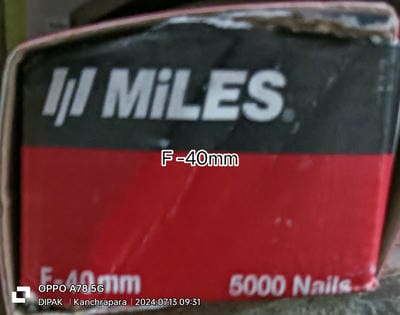 MiLES
F -40mm
F-40mm 5000 Nails
OPPO A78 5G
DIPAK | Kanchrapara | 2024 07 13 09:31